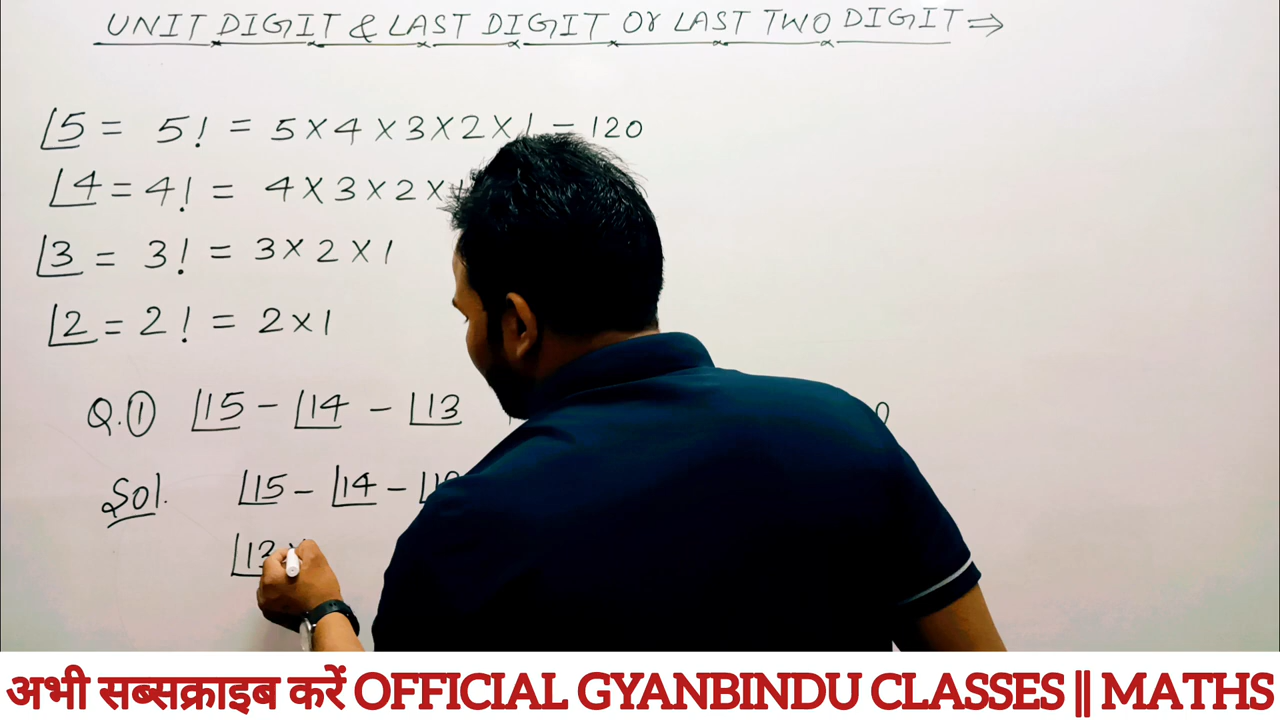 UNIT DIGIT & LAST DIGIT Or LAST TWO DIGIT ⇒
|5 = 5! = 5×4×3×2×1 = 120
|4 = 4! = 4×3×2×1
|3 = 3! = 3×2×1
|2 = 2! = 2×1
Q.① |15 - |14 - |13
Sol. |15 - |14 -
|13
अभी सब्सक्राइब करें OFFICIAL GYANBINDU CLASSES || MATHS